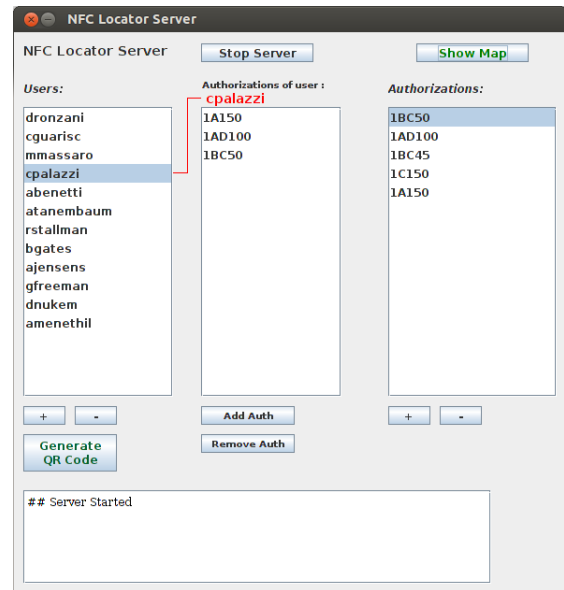 NFC Locator Server
NFC Locator Server
Stop Server
Show Map
Users:
dronzani
cguarisc
mmassaro
cpalazzi
abenetti
atanembaum
rstallman
bgates
ajensens
gfreeman
dnukem
amenethil
+ -
Generate
QR Code
Authorizations of user :
cpalazzi
1A150
1AD100
1BC50
Add Auth
Remove Auth
Authorizations:
1BC50
1AD100
1BC45
1C150
1A150
+ -
## Server Started